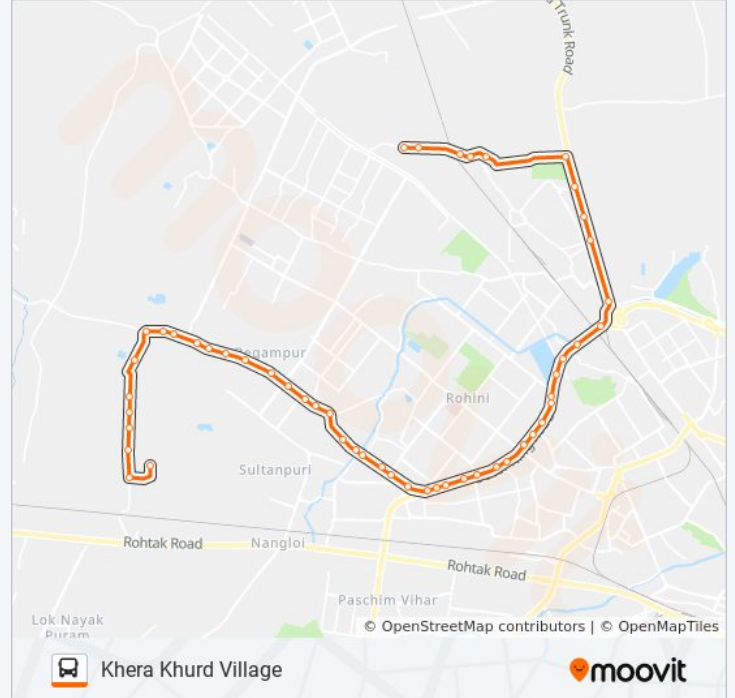 Trunk Road
Begampur
Rohini
Sultanpuri
Rohtak Road
Nangloi
Rohtak Road
Paschim Vihar
Lok Nayak
Puram
© OpenStreetMap contributors | © OpenMapTiles
Khera Khurd Village
moovit